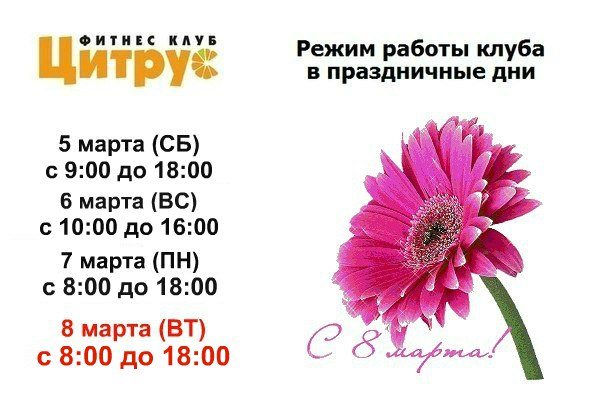 ФИТНЕС КЛУБ
Цитрус
Режим работы клуба
в праздничные дни
5 марта (СБ)
с 9:00 до 18:00
6 марта (ВС)
с 10:00 до 16:00
7 марта (ПН)
с 8:00 до 18:00
8 марта (ВТ)
с 8:00 до 18:00
С 8 марта!